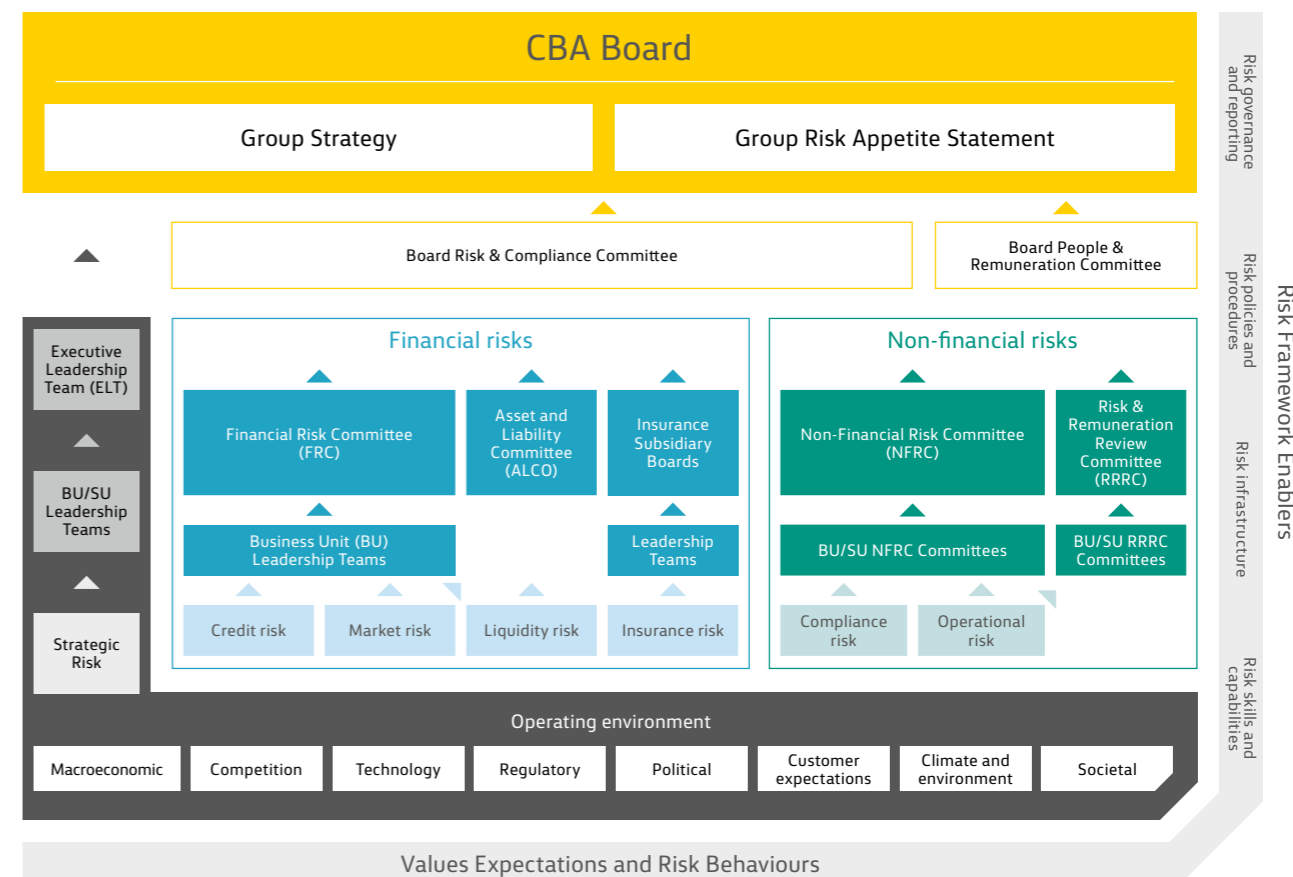 CBA Board
Group Strategy
Group Risk Appetite Statement
Board Risk & Compliance Committee
Board People &
Remuneration Committee
Executive
Leadership
Team (ELT)
BU/SU
Leadership
Teams
Strategic
Risk
Financial risks
Financial Risk Committee
(FRC)
Asset and
Liability
Committee
(ALCO)
Insurance
Subsidiary
Boards
Business Unit (BU)
Leadership Teams
Leadership
Teams
Credit risk
Market risk
Liquidity risk
Insurance risk
Non-financial risks
Non-Financial Risk Committee
(NFRC)
Risk &
Remuneration
Review
Committee
(RRRC)
BU/SU NFRC Committees
BU/SU RRRC
Committees
Compliance
risk
Operational
risk
Operating environment
Macroeconomic
Competition
Technology
Regulatory
Political
Customer
expectations
Climate and
environment
Societal
Values Expectations and Risk Behaviours
Risk governance
and reporting
Risk policies and
procedures
Risk infrastructure
Risk skills and
capabilities
Risk Framework Enablers